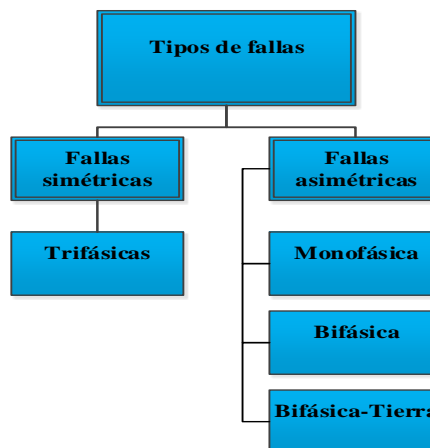 Tipos de fallas
Fallas
simétricas
Fallas
asimétricas
Trifásicas
Monofásica
Bifásica
Bifásica-Tierra